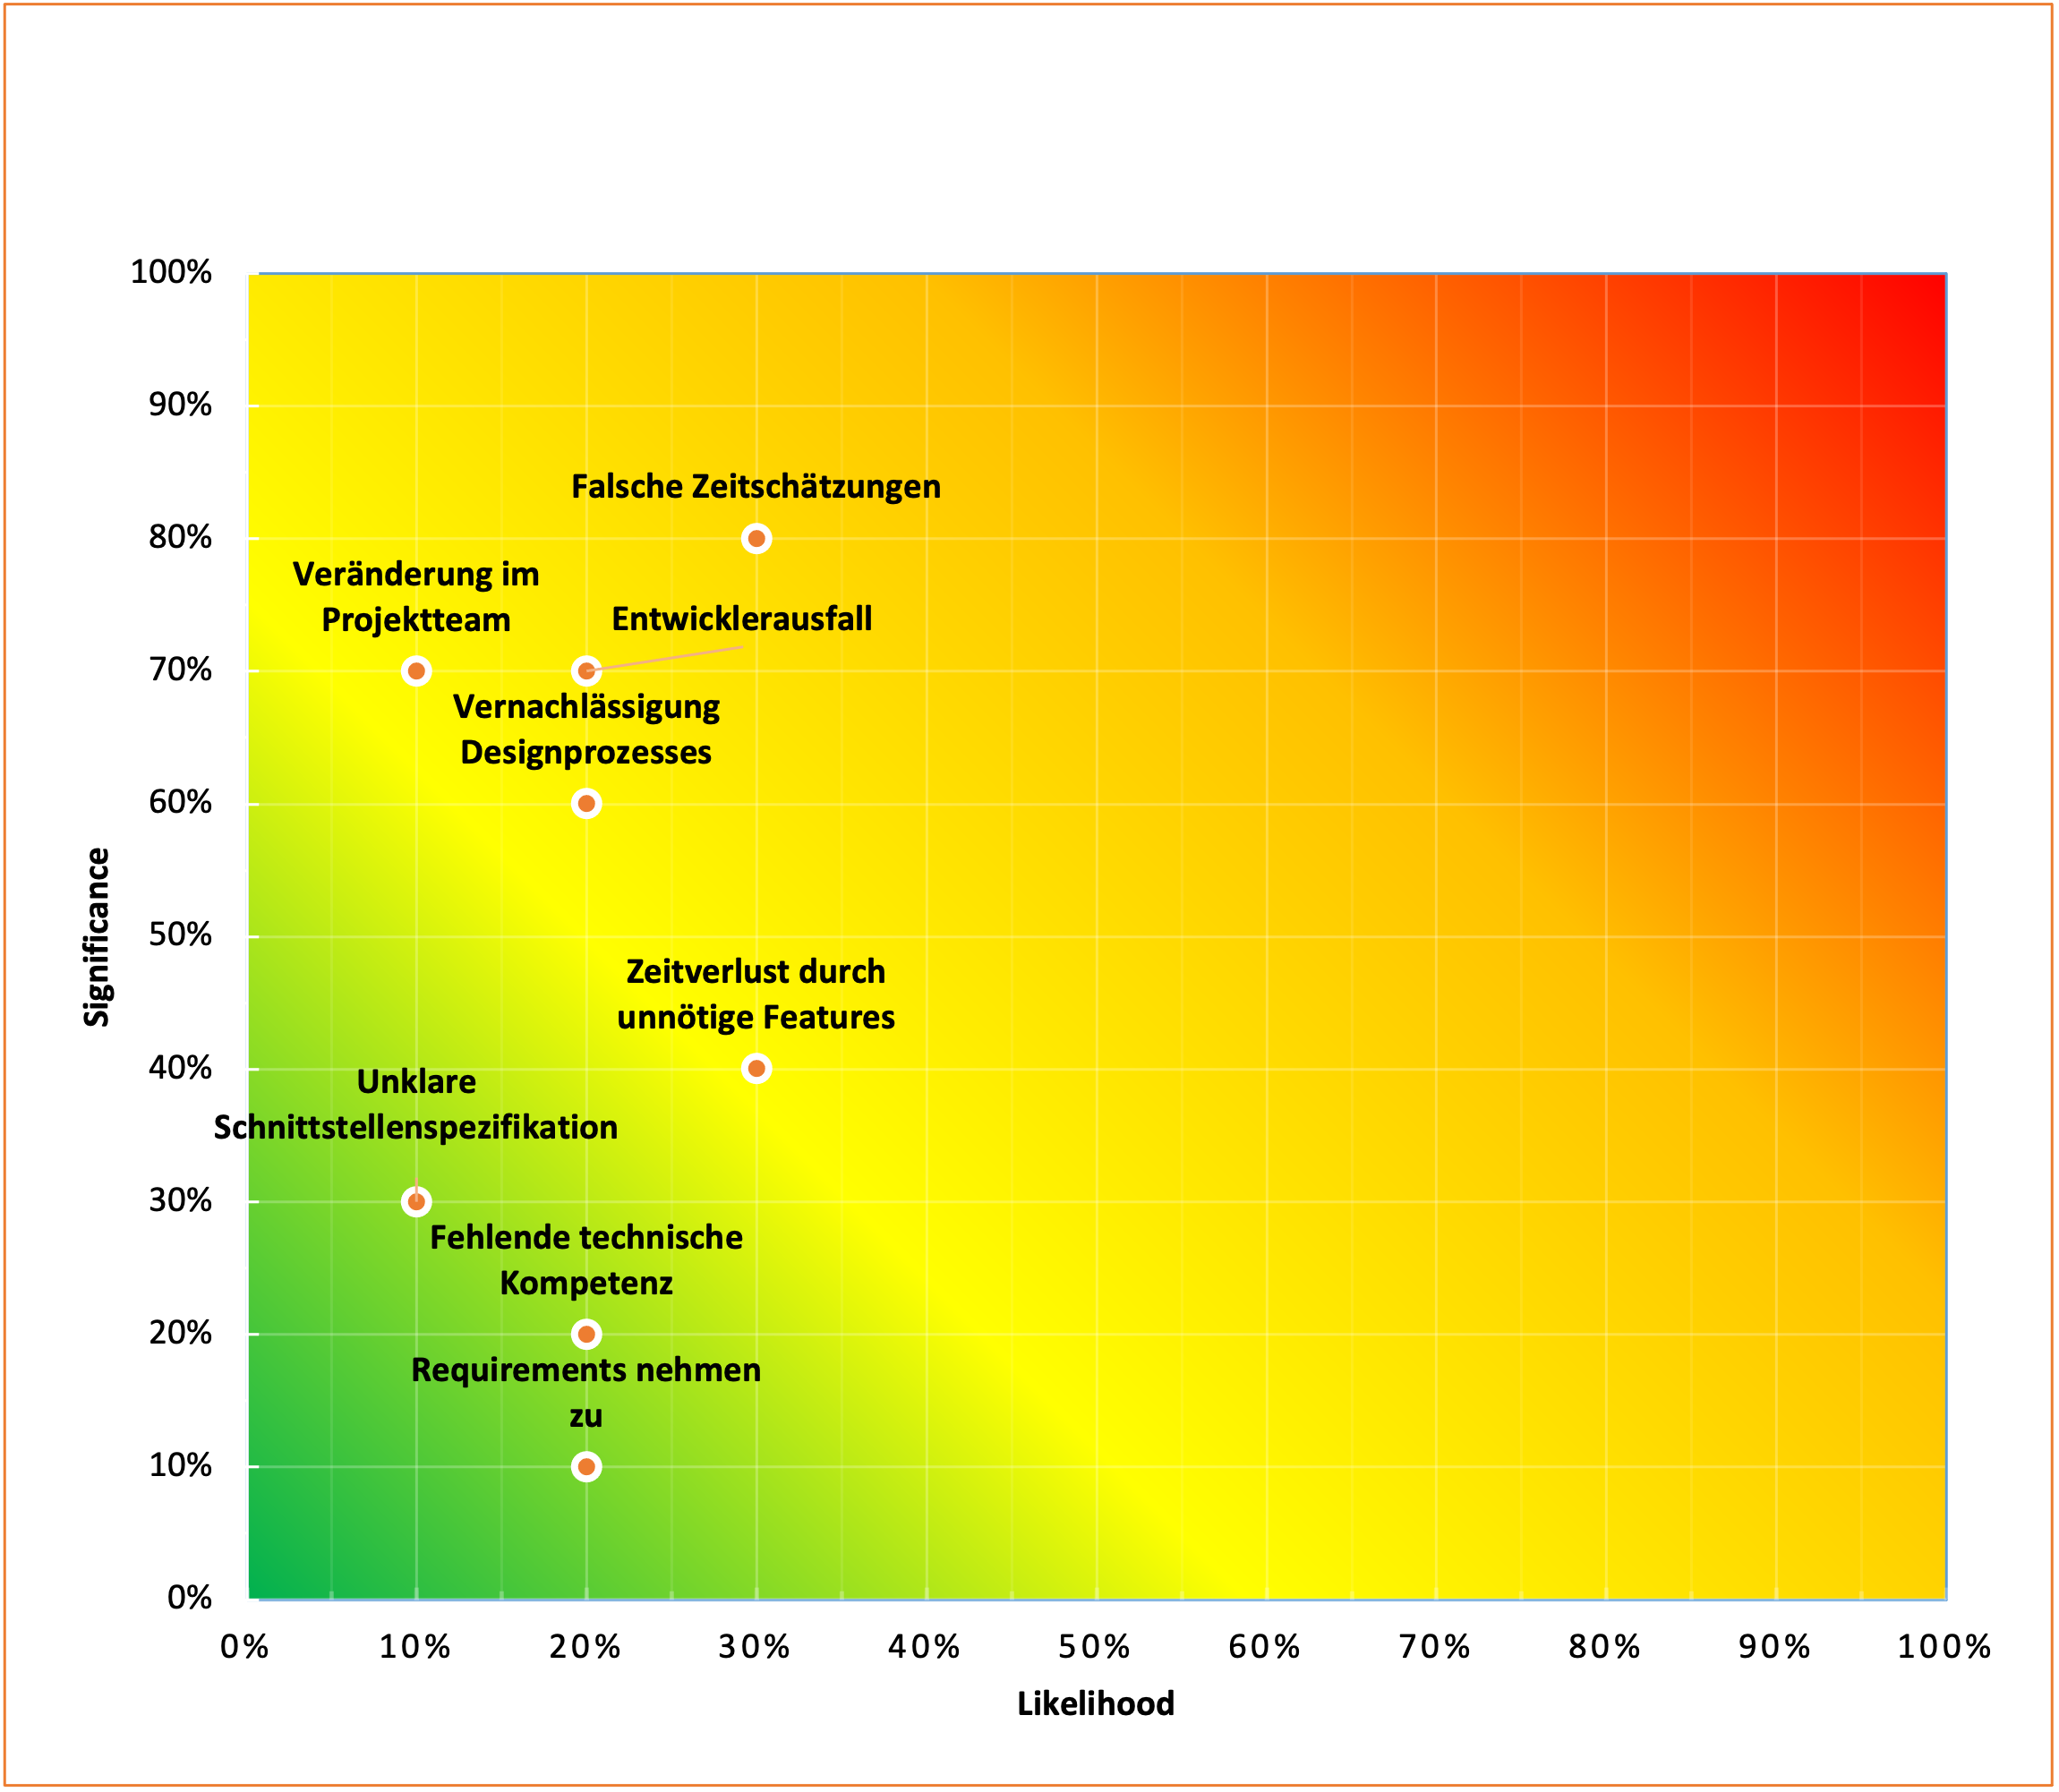 100%
90%
Falsche Zeitschätzungen
80%
Veränderung im
Projektteam
Entwicklerausfall
70%
Vernachlässigung
Designprozesses
60%
Significance
50%
Zeitverlust durch
unnötige Features
40%
Unklare
Schnittstellenspezifikation
30%
Fehlende technische
Kompetenz
20%
Requirements nehmen
zu
10%
0%
0% 10% 20% 30% 40% 50% 60% 70% 80% 90% 100%
Likelihood